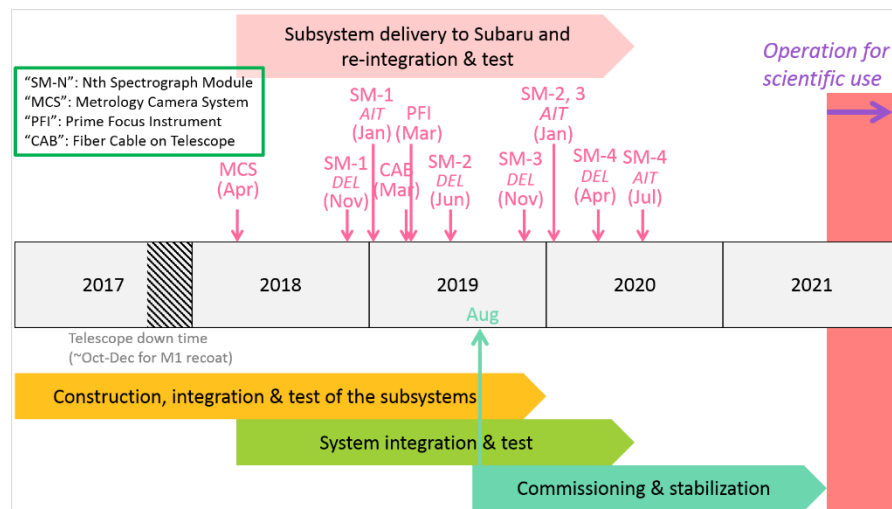 Subsystem delivery to Subaru and
re-integration & test
Operation for
scientific use
“SM-N”: Nth Spectrograph Module
“MCS”: Metrology Camera System
“PFI”: Prime Focus Instrument
“CAB”: Fiber Cable on Telescope
MCS
(Apr)
SM-1
DEL
(Nov)
SM-1
AIT
(Jan)
CAB
(Mar)
PFI
(Mar)
SM-2
DEL
(Jun)
SM-3
DEL
(Nov)
SM-2, 3
AIT
(Jan)
SM-4
DEL
(Apr)
SM-4
AIT
(Jul)
2017
2018
2019
2020
2021
Aug
Telescope down time
(~Oct-Dec for M1 recoat)
Construction, integration & test of the subsystems
System integration & test
Commissioning & stabilization